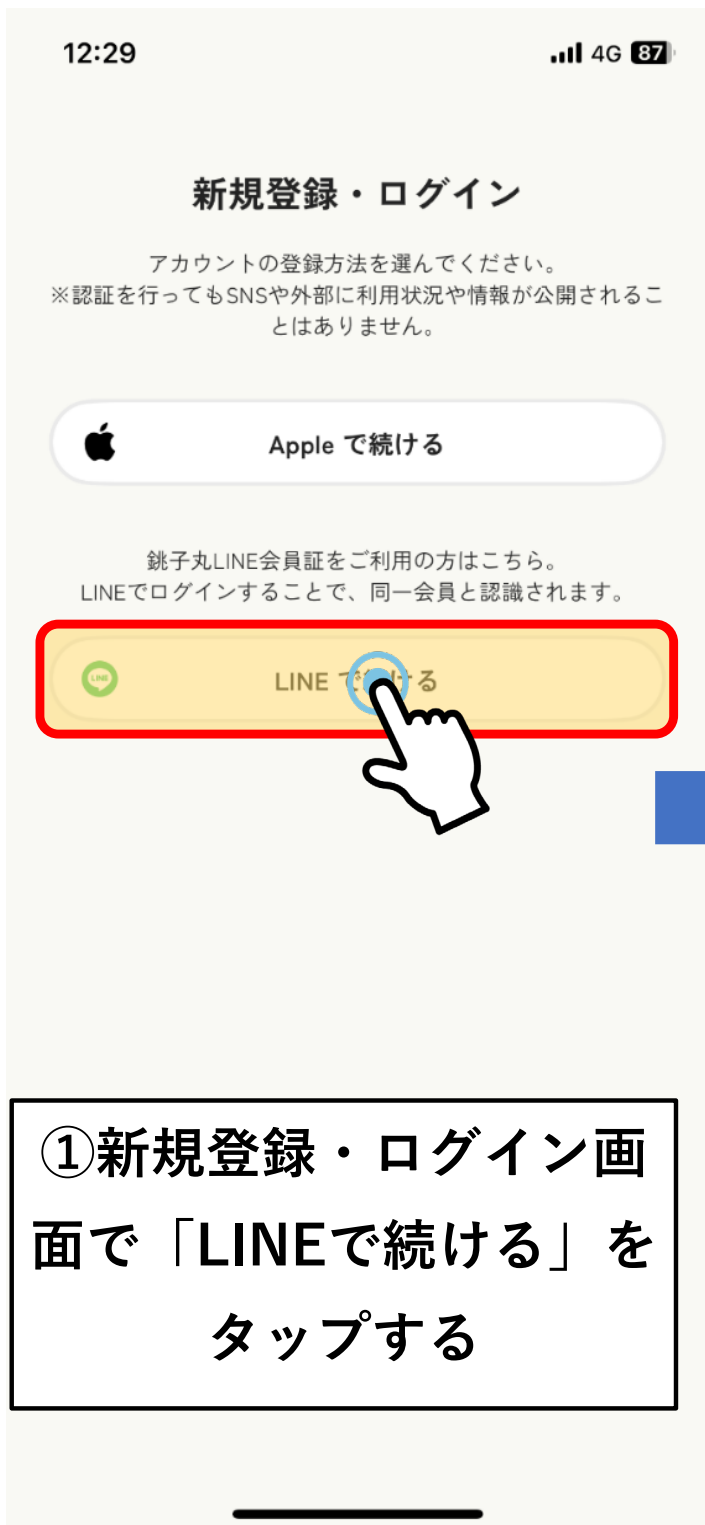 12:29
4G 87
新規登録・ログイン
アカウントの登録方法を選んでください。
※認証を行ってもSNSや外部に利用状況や情報が公開されるこ
とはありません。
Apple で続ける
銚子丸LINE会員証をご利用の方はこちら。
LINEでログインすることで、同一会員と認識されます。
LINE LINE で続ける
①新規登録・ログイン画
面で「LINEで続ける」を
タップする